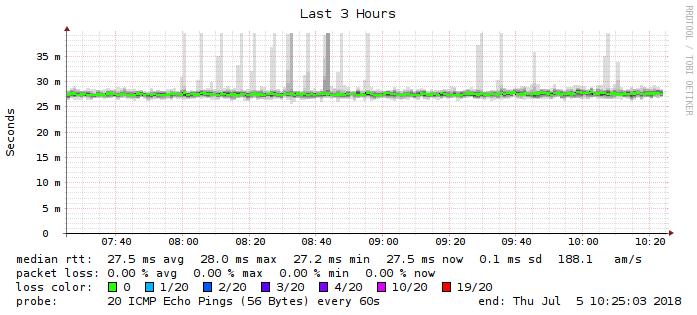 Last 3 Hours
RRDTOOL / TOBI OETIKER
Seconds
35 m
30 m
25 m
20 m
15 m
10 m
5 m
0
07:40 08:00 08:20 08:40 09:00 09:20 09:40 10:00 10:20
median rtt: 27.5 ms avg 28.0 ms max 27.2 ms min 27.5 ms now 0.1 ms sd 188.1 am/s
packet loss: 0.00 % avg 0.00 % max 0.00 % min 0.00 % now
loss color: 0 1/20 2/20 3/20 4/20 10/20 19/20
probe: 20 ICMP Echo Pings (56 Bytes) every 60s end: Thu Jul 5 10:25:03 2018